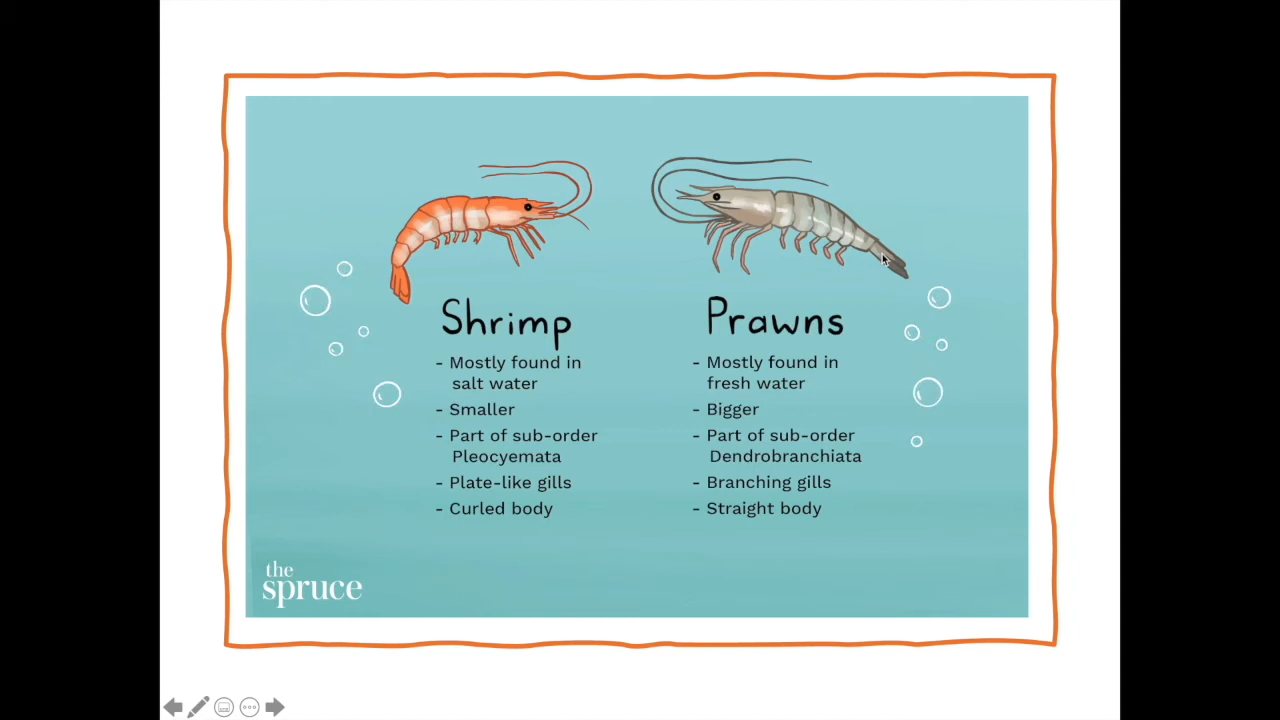 Shrimp
- Mostly found in
salt water
- Smaller
- Part of sub-order
Pleocyemata
- Plate-like gills
- Curled body
Prawns
- Mostly found in
fresh water
- Bigger
- Part of sub-order
Dendrobranchiata
- Branching gills
- Straight body
the
spruce